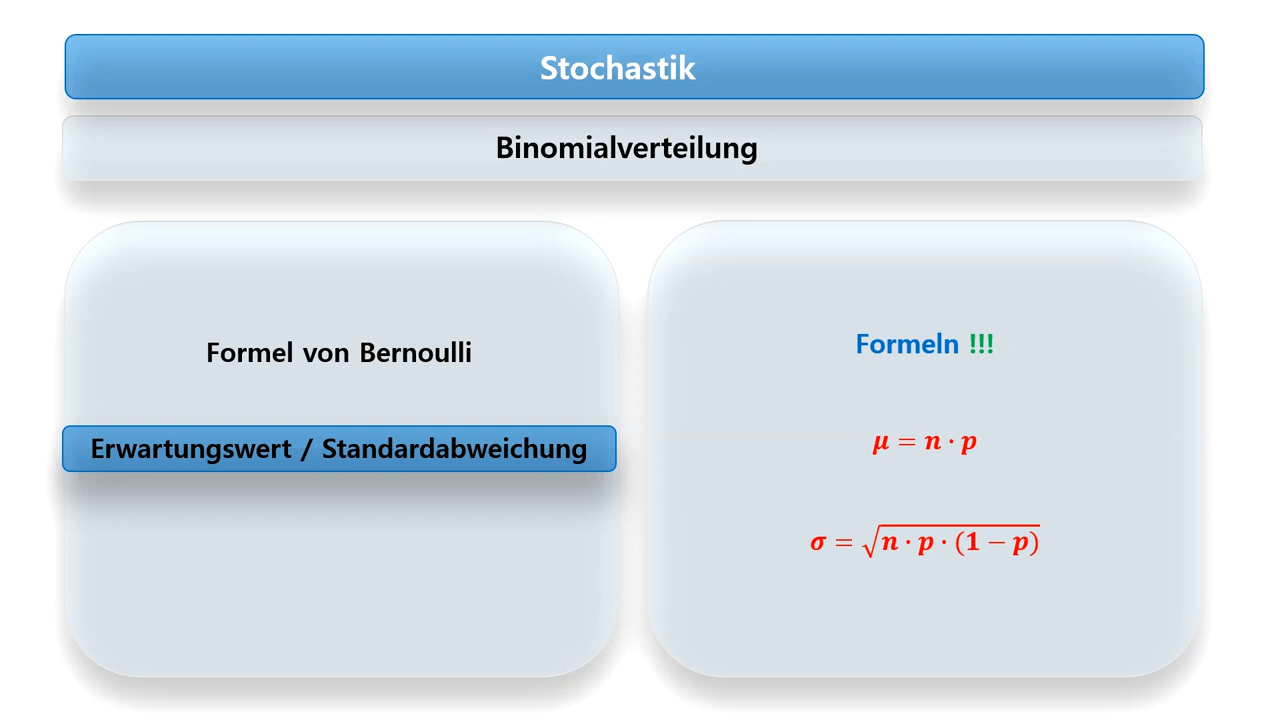 Stochastik
Binomialverteilung
Formel von Bernoulli
Erwartungswert / Standardabweichung
Formeln !!!
μ = n · p
σ = √n · p · (1 − p)